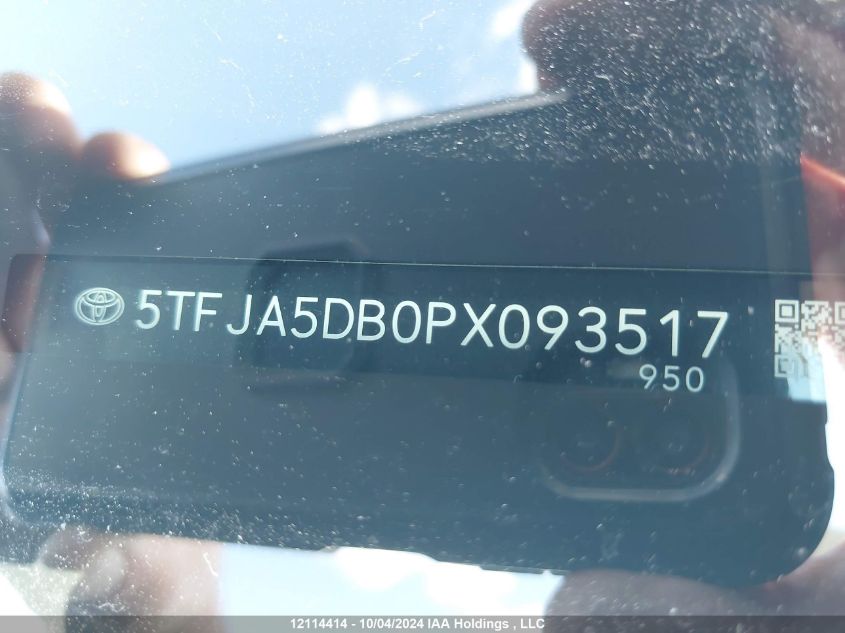 5TFJA5DB0PX093517
950
12114414 - 10/04/2024 IAA Holdings , LLC